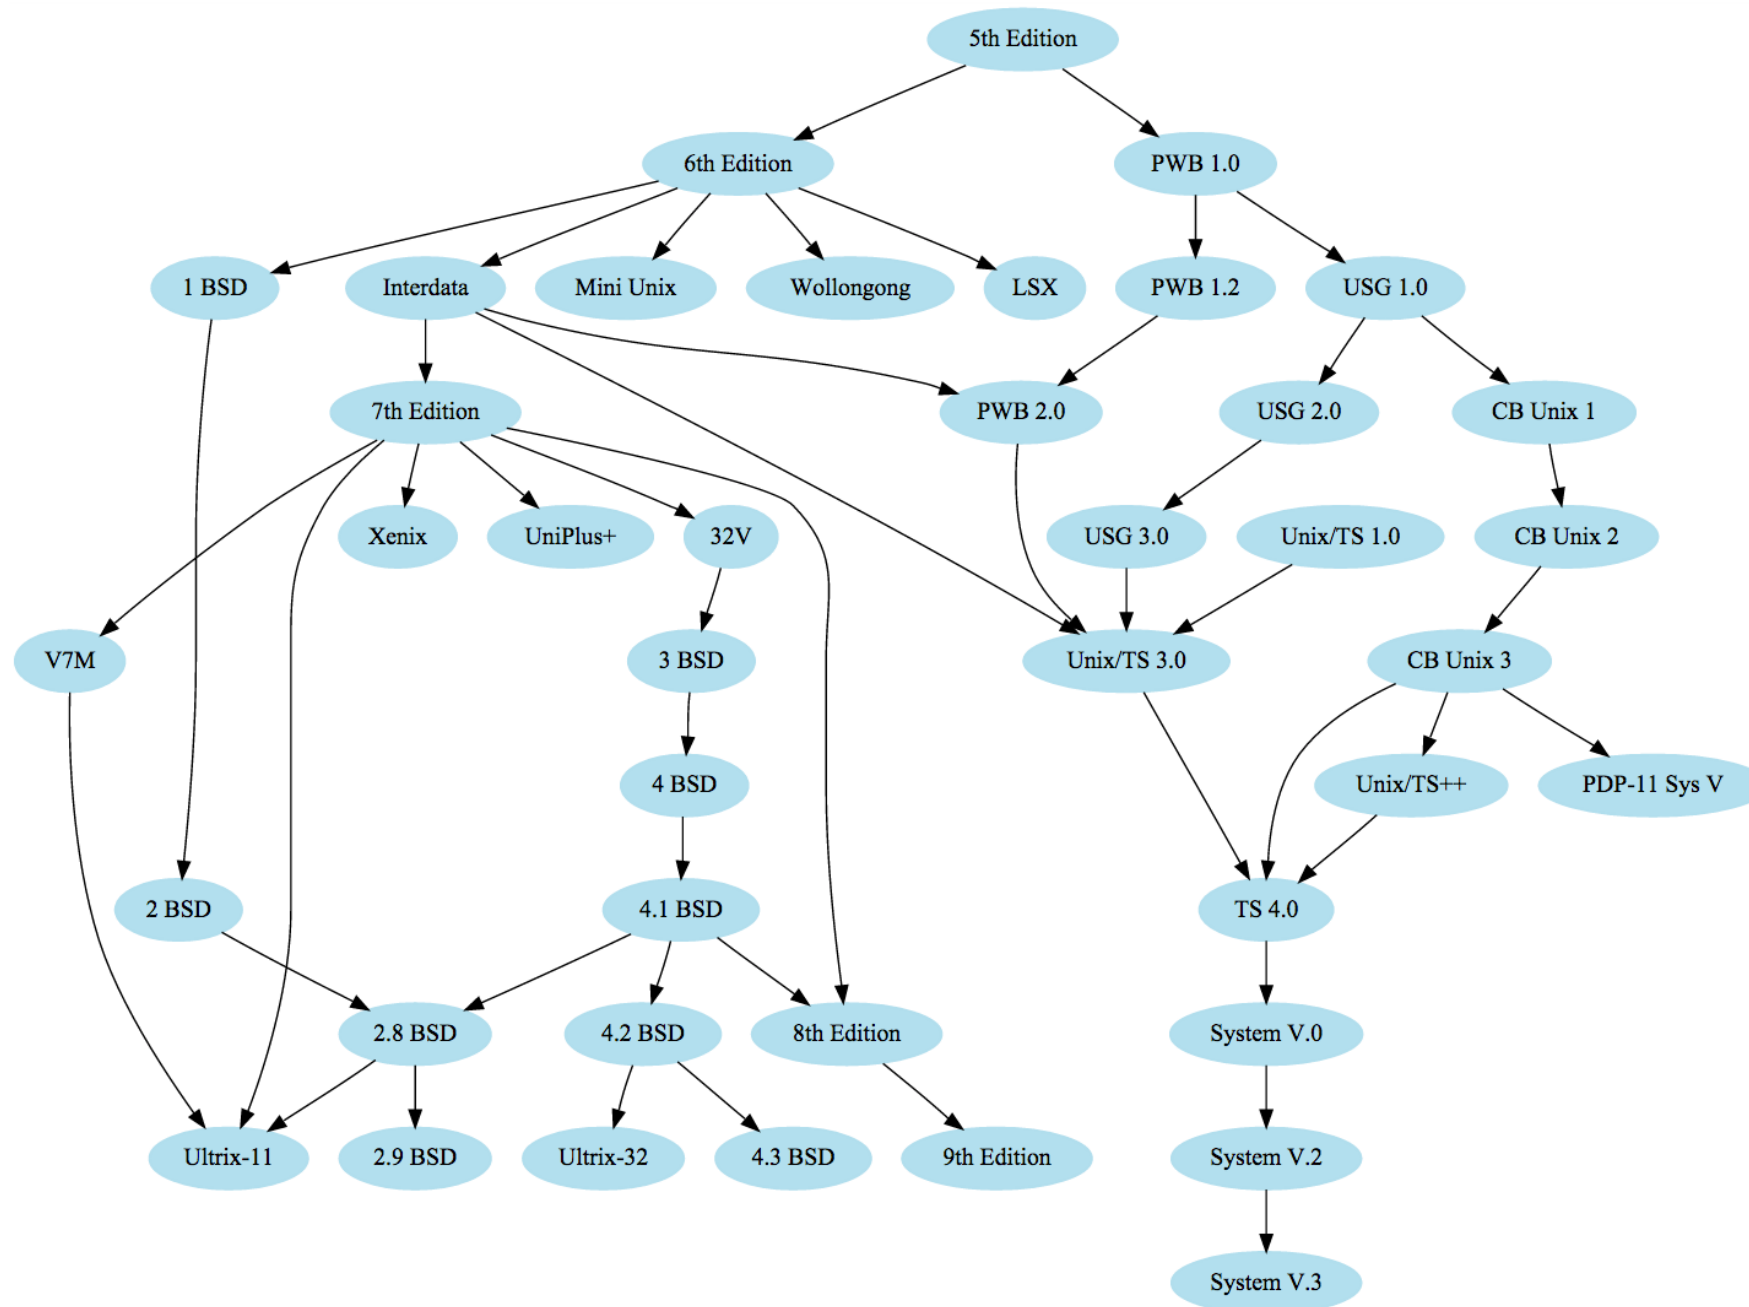 5th Edition
6th Edition
PWB 1.0
1 BSD
Interdata
Mini Unix
Wollongong
LSX
PWB 1.2
USG 1.0
7th Edition
PWB 2.0
USG 2.0
CB Unix 1
Xenix
UniPlus+
32V
USG 3.0
Unix/TS 1.0
CB Unix 2
V7M
3 BSD
Unix/TS 3.0
CB Unix 3
4 BSD
Unix/TS++
PDP-11 Sys V
2 BSD
4.1 BSD
TS 4.0
2.8 BSD
4.2 BSD
8th Edition
System V.0
Ultrix-11
2.9 BSD
Ultrix-32
4.3 BSD
9th Edition
System V.2
System V.3